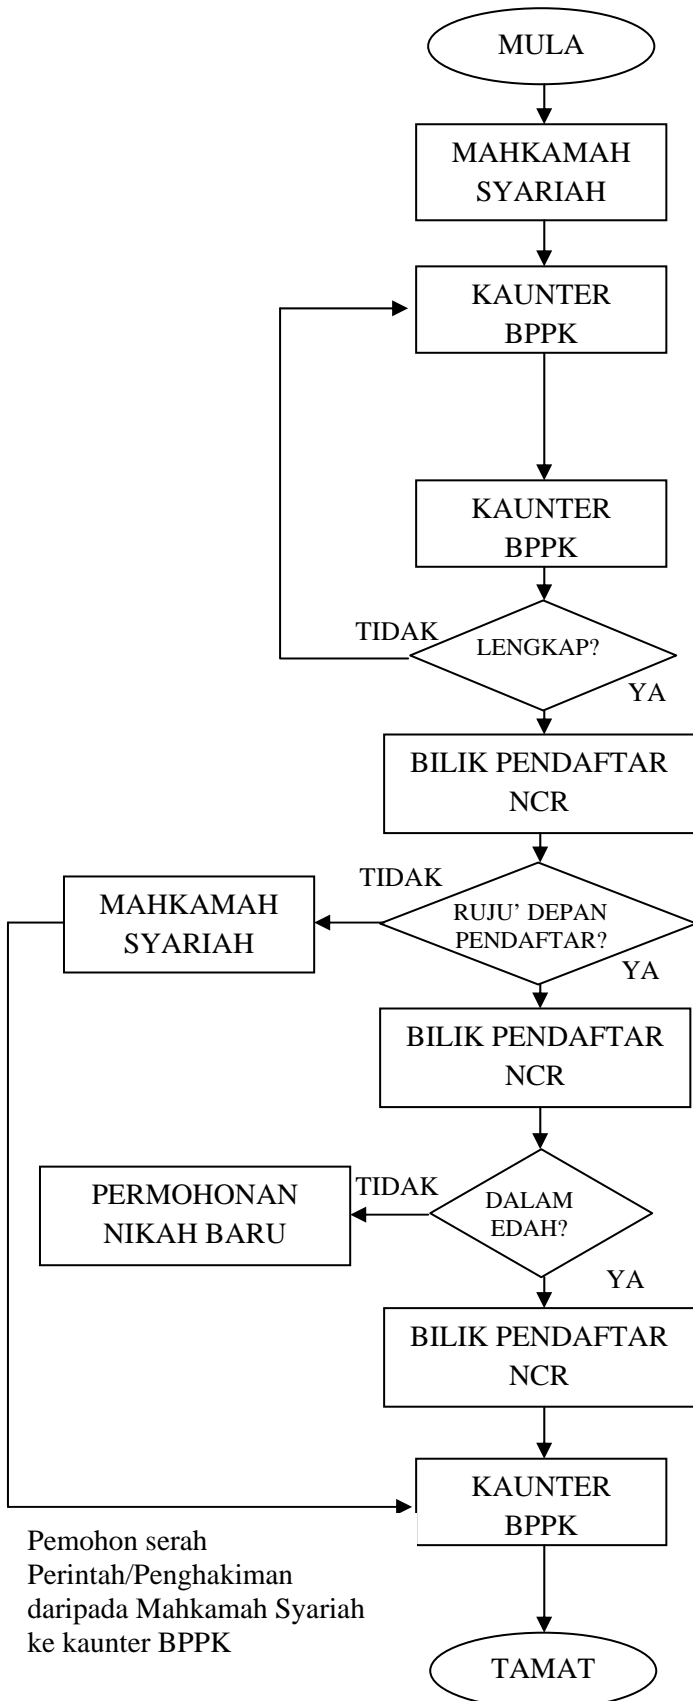 MULA
MAHKAMAH
SYARIAH
KAUNTER
BPPK
KAUNTER
BPPK
TIDAK
LENGKAP?
YA
BILIK PENDAFTAR
NCR
TIDAK
MAHKAMAH
SYARIAH
RUJU’ DEPAN
PENDAFTAR?
YA
BILIK PENDAFTAR
NCR
PERMOHONAN
NIKAH BARU
TIDAK
DALAM
EDAH?
YA
BILIK PENDAFTAR
NCR
KAUNTER
BPPK
Pemohon serah
Perintah/Penghakiman
daripada Mahkamah Syariah
ke kaunter BPPK
TAMAT